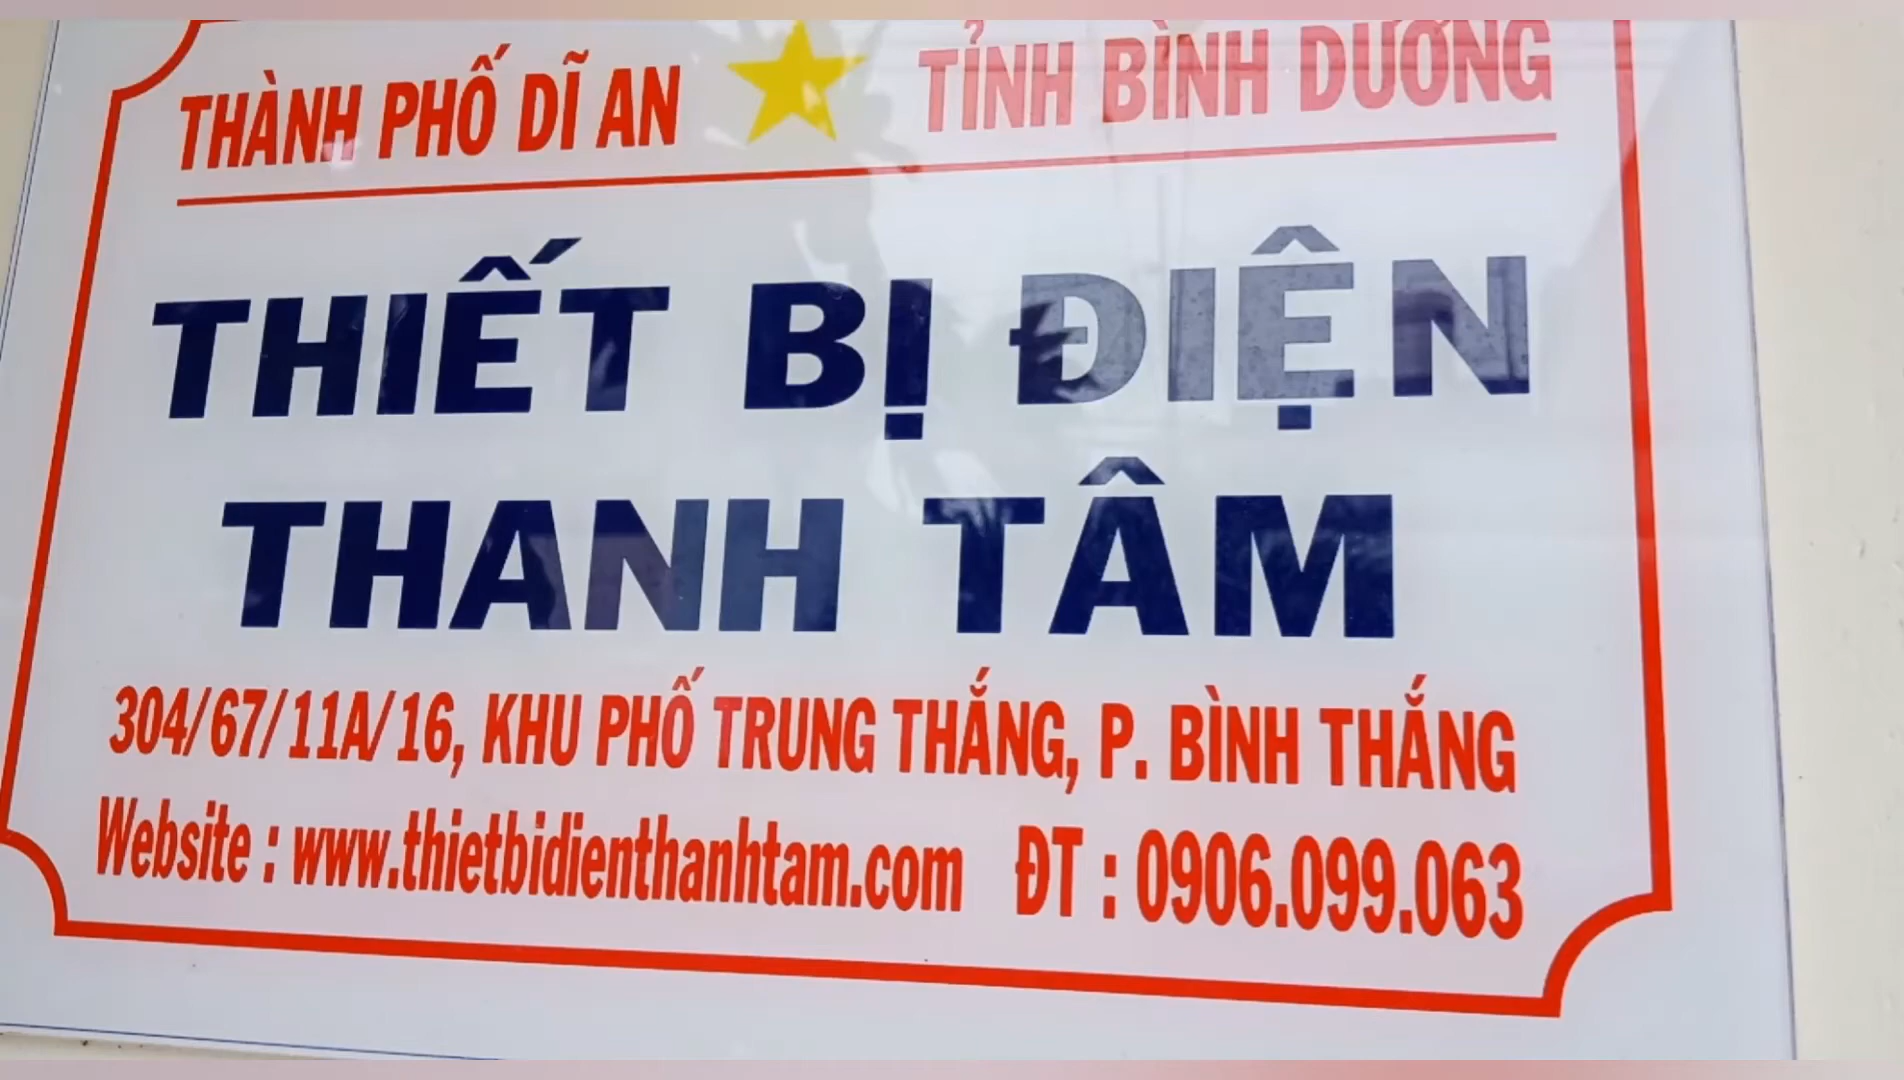 THÀNH PHỐ DĨ AN TỈNH BÌNH DƯƠNG
THIẾT BỊ ĐIỆN
THANH TÂM
304/67/11A/16, KHU PHỐ TRUNG THẮNG, P. BÌNH THẮNG
Website : www.thietbidienthanhtam.com ĐT : 0906.099.063